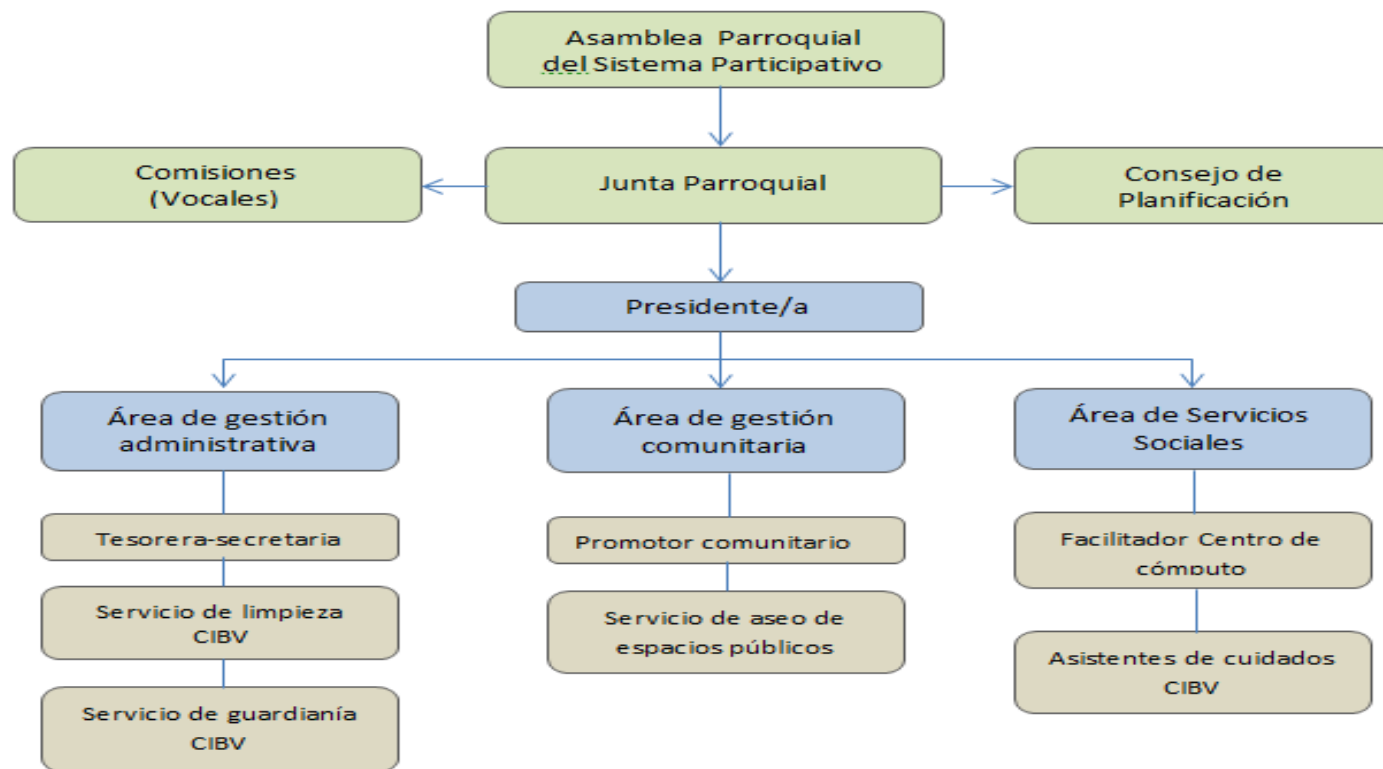 Asamblea Parroquial
del Sistema Participativo
Comisiones
(Vocales)
Junta Parroquial
Consejo de
Planificación
Presidente/a
Área de gestión
administrativa
Área de gestión
comunitaria
Área de Servicios
Sociales
Tesorera-secretaria
Promotor comunitario
Facilitador Centro de
cómputo
Servicio de limpieza
CIBV
Servicio de aseo de
espacios públicos
Asistentes de cuidados
CIBV
Servicio de guardianía
CIBV